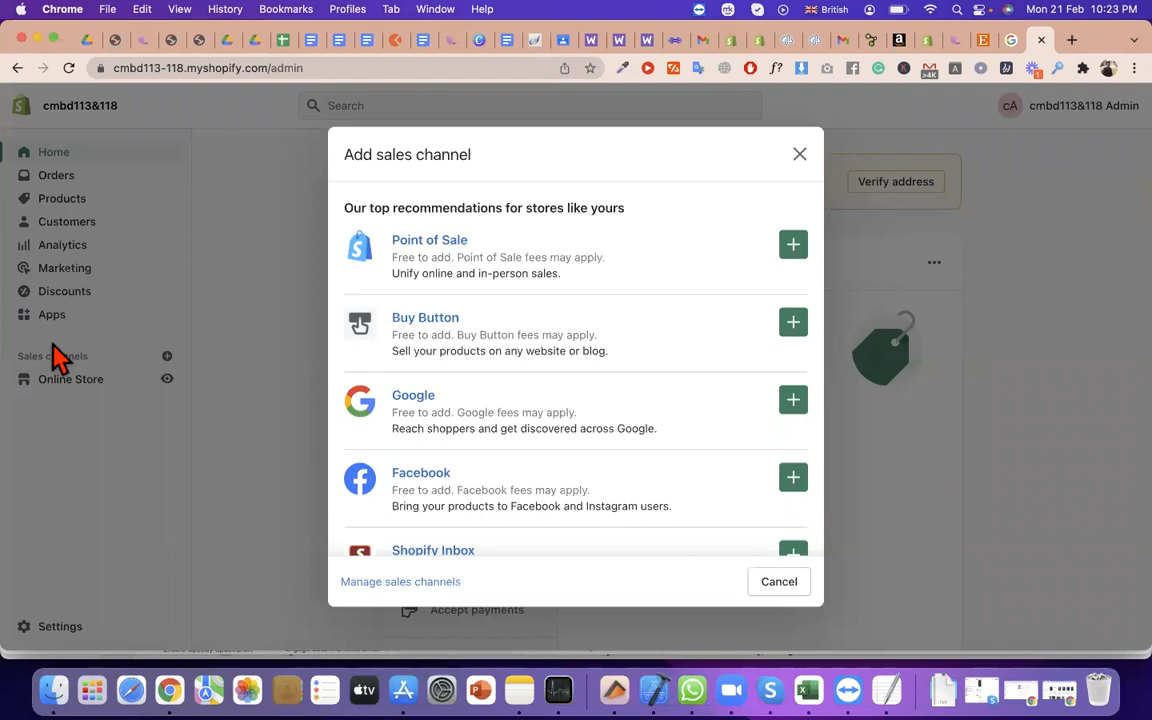 Chrome File Edit View History Bookmarks Profiles Tab Window Help British Mon 21 Feb 10:23 PM
cmbd113-118.myshopify.com/admin
cmbd113&118 Search cA cmbd113&118 Admin
Home
Orders
Products
Customers
Analytics
Marketing
Discounts
Apps
Sales channels
Online Store
Settings
Verify address
Add sales channel
Our top recommendations for stores like yours
Point of Sale
Free to add. Point of Sale fees may apply.
Unify online and in-person sales.
Buy Button
Free to add. Buy Button fees may apply.
Sell your products on any website or blog.
Google
Free to add. Google fees may apply.
Reach shoppers and get discovered across Google.
Facebook
Free to add. Facebook fees may apply.
Bring your products to Facebook and Instagram users.
Shopify Inbox
Manage sales channels Cancel
Accept payments